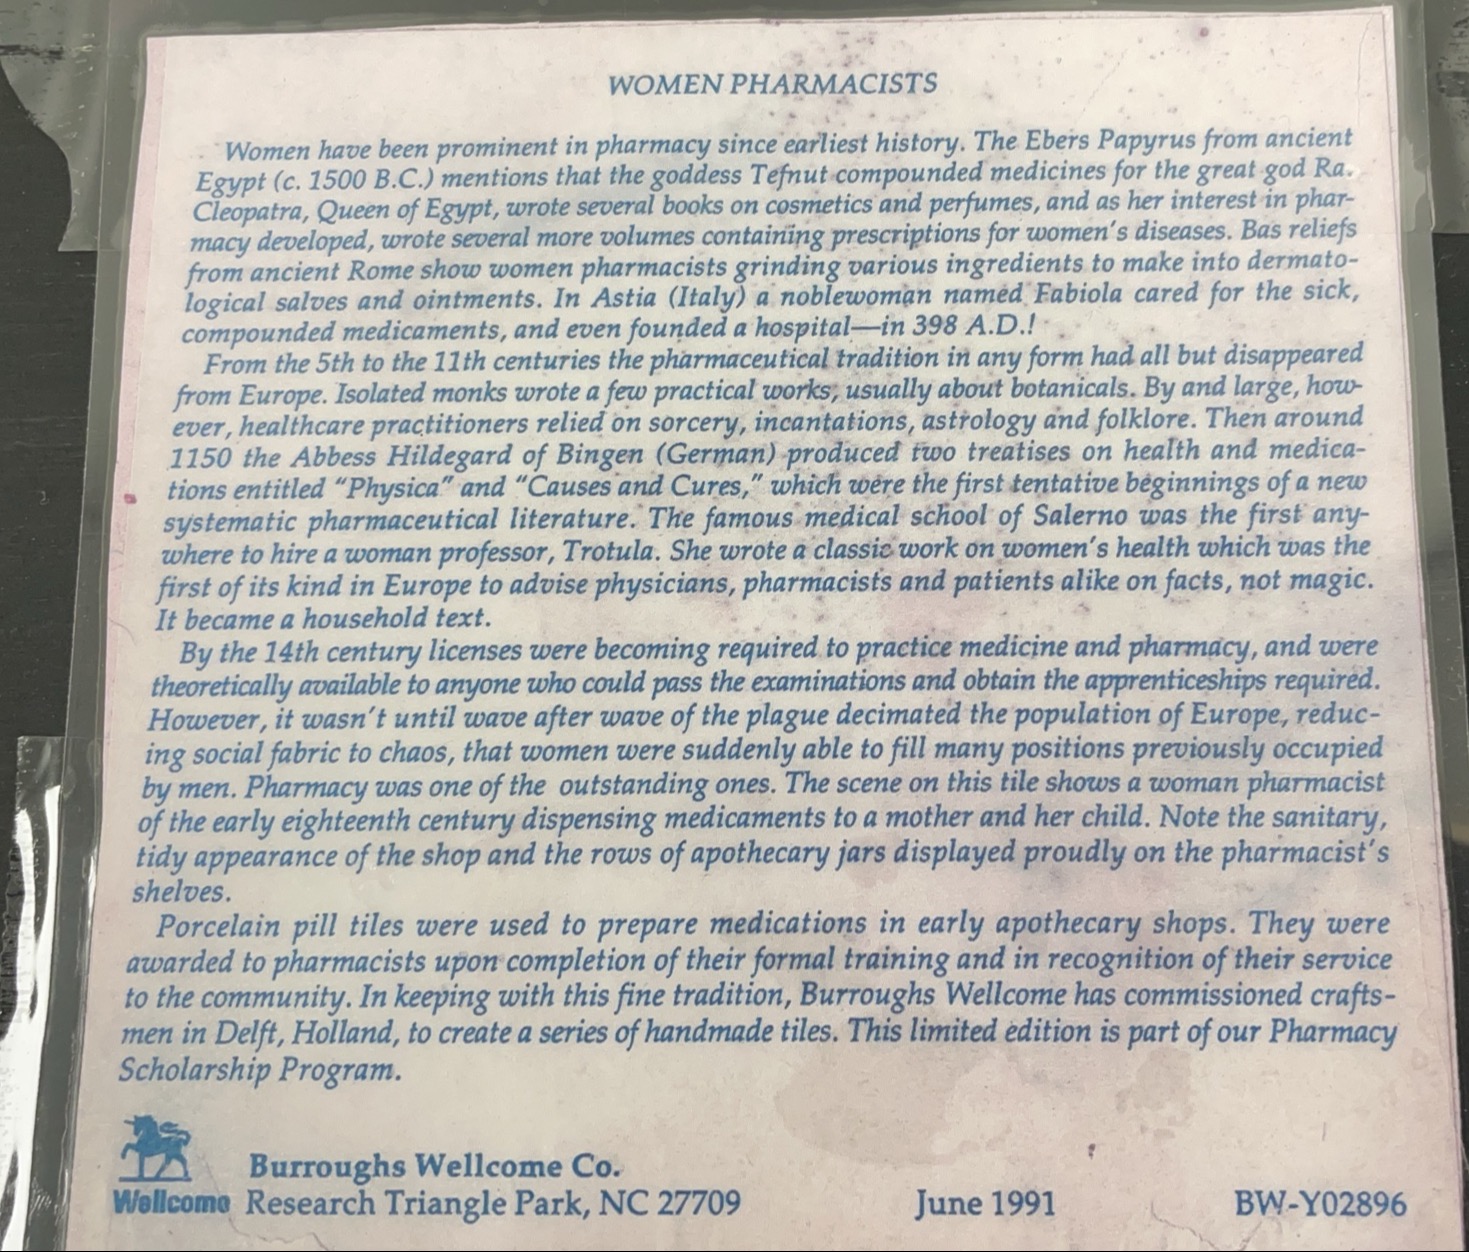 WOMEN PHARMACISTS
Women have been prominent in pharmacy since earliest history. The Ebers Papyrus from ancient
Egypt (c. 1500 B.C.) mentions that the goddess Tefnut compounded medicines for the great god Ra.
Cleopatra, Queen of Egypt, wrote several books on cosmetics and perfumes, and as her interest in phar-
macy developed, wrote several more volumes containing prescriptions for women's diseases. Bas reliefs
from ancient Rome show women pharmacists grinding various ingredients to make into dermato-
logical salves and ointments. In Astia (Italy) a noblewoman named Fabiola cared for the sick,
compounded medicaments, and even founded a hospital—in 398 A.D.!
From the 5th to the 11th centuries the pharmaceutical tradition in any form had all but disappeared
from Europe. Isolated monks wrote a few practical works, usually about botanicals. By and large, how-
ever, healthcare practitioners relied on sorcery, incantations, astrology and folklore. Then around
1150 the Abbess Hildegard of Bingen (German) produced two treatises on health and medica-
tions entitled "Physica" and "Causes and Cures," which were the first tentative beginnings of a new
systematic pharmaceutical literature. The famous medical school of Salerno was the first any-
where to hire a woman professor, Trotula. She wrote a classic work on women's health which was the
first of its kind in Europe to advise physicians, pharmacists and patients alike on facts, not magic.
It became a household text.
By the 14th century licenses were becoming required to practice medicine and pharmacy, and were
theoretically available to anyone who could pass the examinations and obtain the apprenticeships required.
However, it wasn't until wave after wave of the plague decimated the population of Europe, reduc-
ing social fabric to chaos, that women were suddenly able to fill many positions previously occupied
by men. Pharmacy was one of the outstanding ones. The scene on this tile shows a woman pharmacist
of the early eighteenth century dispensing medicaments to a mother and her child. Note the sanitary,
tidy appearance of the shop and the rows of apothecary jars displayed proudly on the pharmacist's
shelves.
Porcelain pill tiles were used to prepare medications in early apothecary shops. They were
awarded to pharmacists upon completion of their formal training and in recognition of their service
to the community. In keeping with this fine tradition, Burroughs Wellcome has commissioned crafts-
men in Delft, Holland, to create a series of handmade tiles. This limited edition is part of our Pharmacy
Scholarship Program.
Burroughs Wellcome Co.
Wellcome Research Triangle Park, NC 27709 June 1991 BW-Y02896